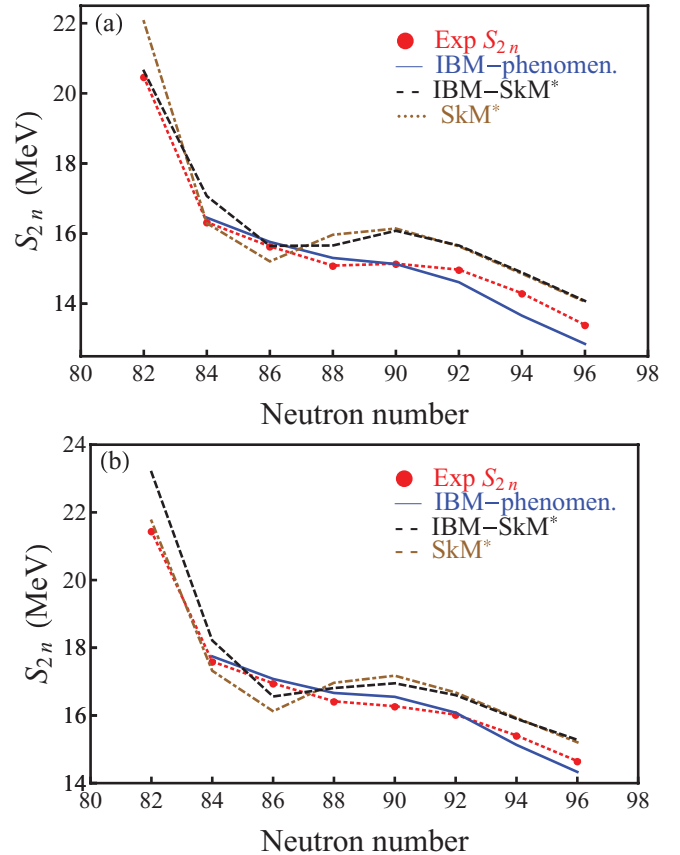 (a)
Exp S2n
IBM–phenomen.
IBM–SkM*
SkM*
S2n (MeV)
22
20
18
16
14
80 82 84 86 88 90 92 94 96 98
Neutron number
(b)
Exp S2n
IBM–phenomen.
IBM–SkM*
SkM*
S2n (MeV)
24
22
20
18
16
14
80 82 84 86 88 90 92 94 96 98
Neutron number